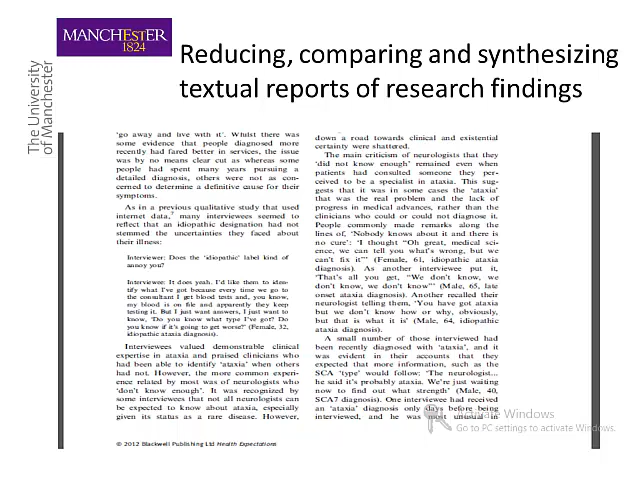 MANCHESTER
1824
The University
of Manchester
Reducing, comparing and synthesizing
textual reports of research findings
'go away and live with it'. Whilst there was
some evidence that people diagnosed more
recently had fared better in services, the issue
was by no means clear cut as whereas some
people had spent many years pursuing a
detailed diagnosis, others were not as con-
cerned to determine a definitive cause for their
symptoms.
As in a previous qualitative study that used
internet data,7 many interviewees seemed to
reflect that an idiopathic designation had not
stemmed the uncertainties they faced about
their illness:
Interviewer: Does the 'idiopathic' label kind of
annoy you?
Interviewee: It does yeah. I'd like them to iden-
tify what I've got because every time we go to
the consultant I get blood tests and, you know,
my blood is on file and apparently they keep
testing it. But I just want answers, I just want to
know, 'Do you know what type I've got? Do
you know if it's going to get worse?' (Female, 32,
idiopathic ataxia diagnosis).
Interviewees valued demonstrable clinical
expertise in ataxia and praised clinicians who
had been able to identify 'ataxia' when others
had not. However, the more common experi-
ence related by most was of neurologists who
'don't know enough'. It was recognized by
some interviewees that not all neurologists can
be expected to know about ataxia, especially
given its status as a rare disease. However,
down a road towards clinical and existential
certainty were shattered.
The main criticism of neurologists that they
'did not know enough' remained even when
patients had consulted someone they per-
ceived to be a specialist in ataxia. This sug-
gests that it was in some cases the 'ataxia'
that was the real problem and the lack of
progress in medical advances, rather than the
clinicians who could or could not diagnose it.
People commonly made remarks along the
lines of, 'Nobody knows about it and there is
no cure': 'I thought "Oh great, medical sci-
ence, we can tell you what's wrong, but we
can't fix it"' (Female, 61, idiopathic ataxia
diagnosis). As another interviewee put it,
'That's all you get, "We don't know, we
don't know, we don't know"' (Male, 65, late
onset ataxia diagnosis). Another recalled their
neurologist telling them, 'You have got ataxia
but we don't know how or why, obviously,
but that is what it is' (Male, 64, idiopathic
ataxia diagnosis).
A small number of those interviewed had
been recently diagnosed with 'ataxia', and it
was evident in their accounts that they
expected that more information, such as the
SCA 'type' would follow: 'The neurologist...
he said it's probably ataxia. We're just waiting
now to find out what strength' (Male, 40,
SCA7 diagnosis). One interviewee had received
an 'ataxia' diagnosis only days before being
interviewed, and he was most unusual in
Activate Windows
Go to PC settings to activate Windows.
© 2012 Blackwell Publishing Ltd Health Expectations